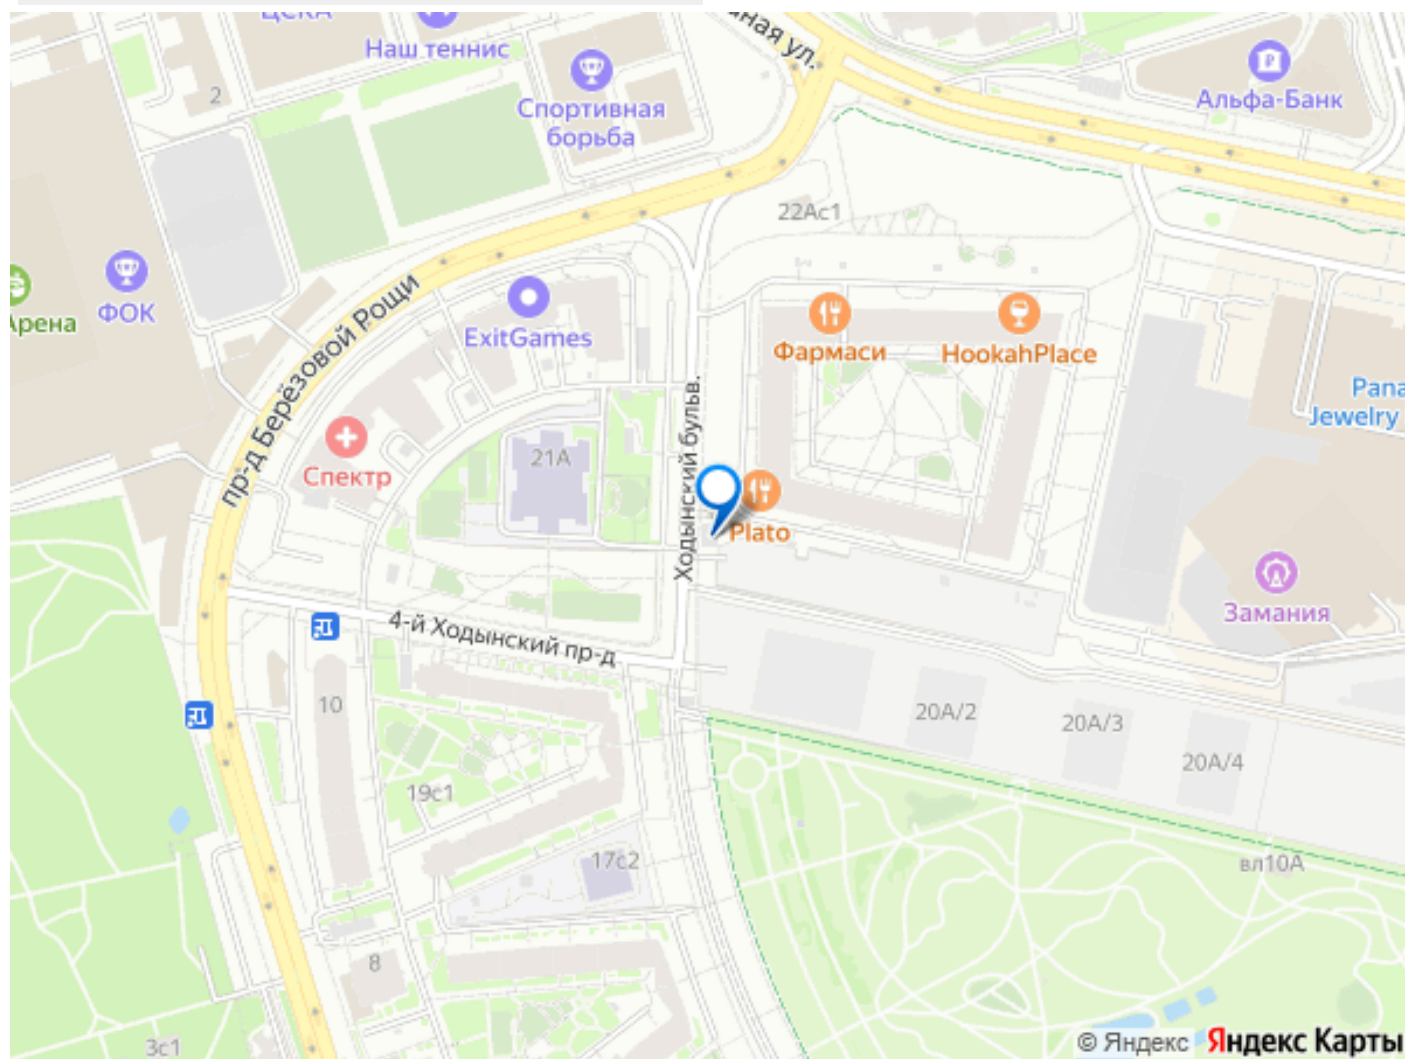 ЦСКА
Наш теннис
ная ул.
Альфа-Банк
2
Спортивная
борьба
22Ас1
ФОК
Арена
ExitGames
Фармаси
HookahPlace
пр-д Берёзовой Рощи
Ходынский бульв.
Pana
Jewelry
21А
Спектр
Plato
Замания
4-й Ходынский пр-д
10
20А/2
20А/3
20А/4
19с1
17с2
вл10А
8
3с1
© Яндекс Яндекс Карты